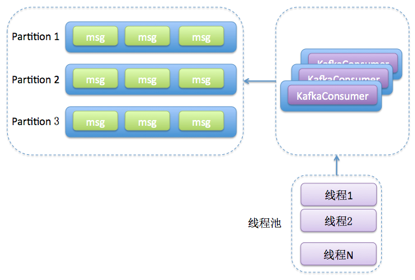 Partition 1
msg msg msg
Partition 2
msg msg msg
Partition 3
msg msg msg
KafkaConsumer
KafkaConsumer
KafkaConsumer
线程池
线程1
线程2
线程N